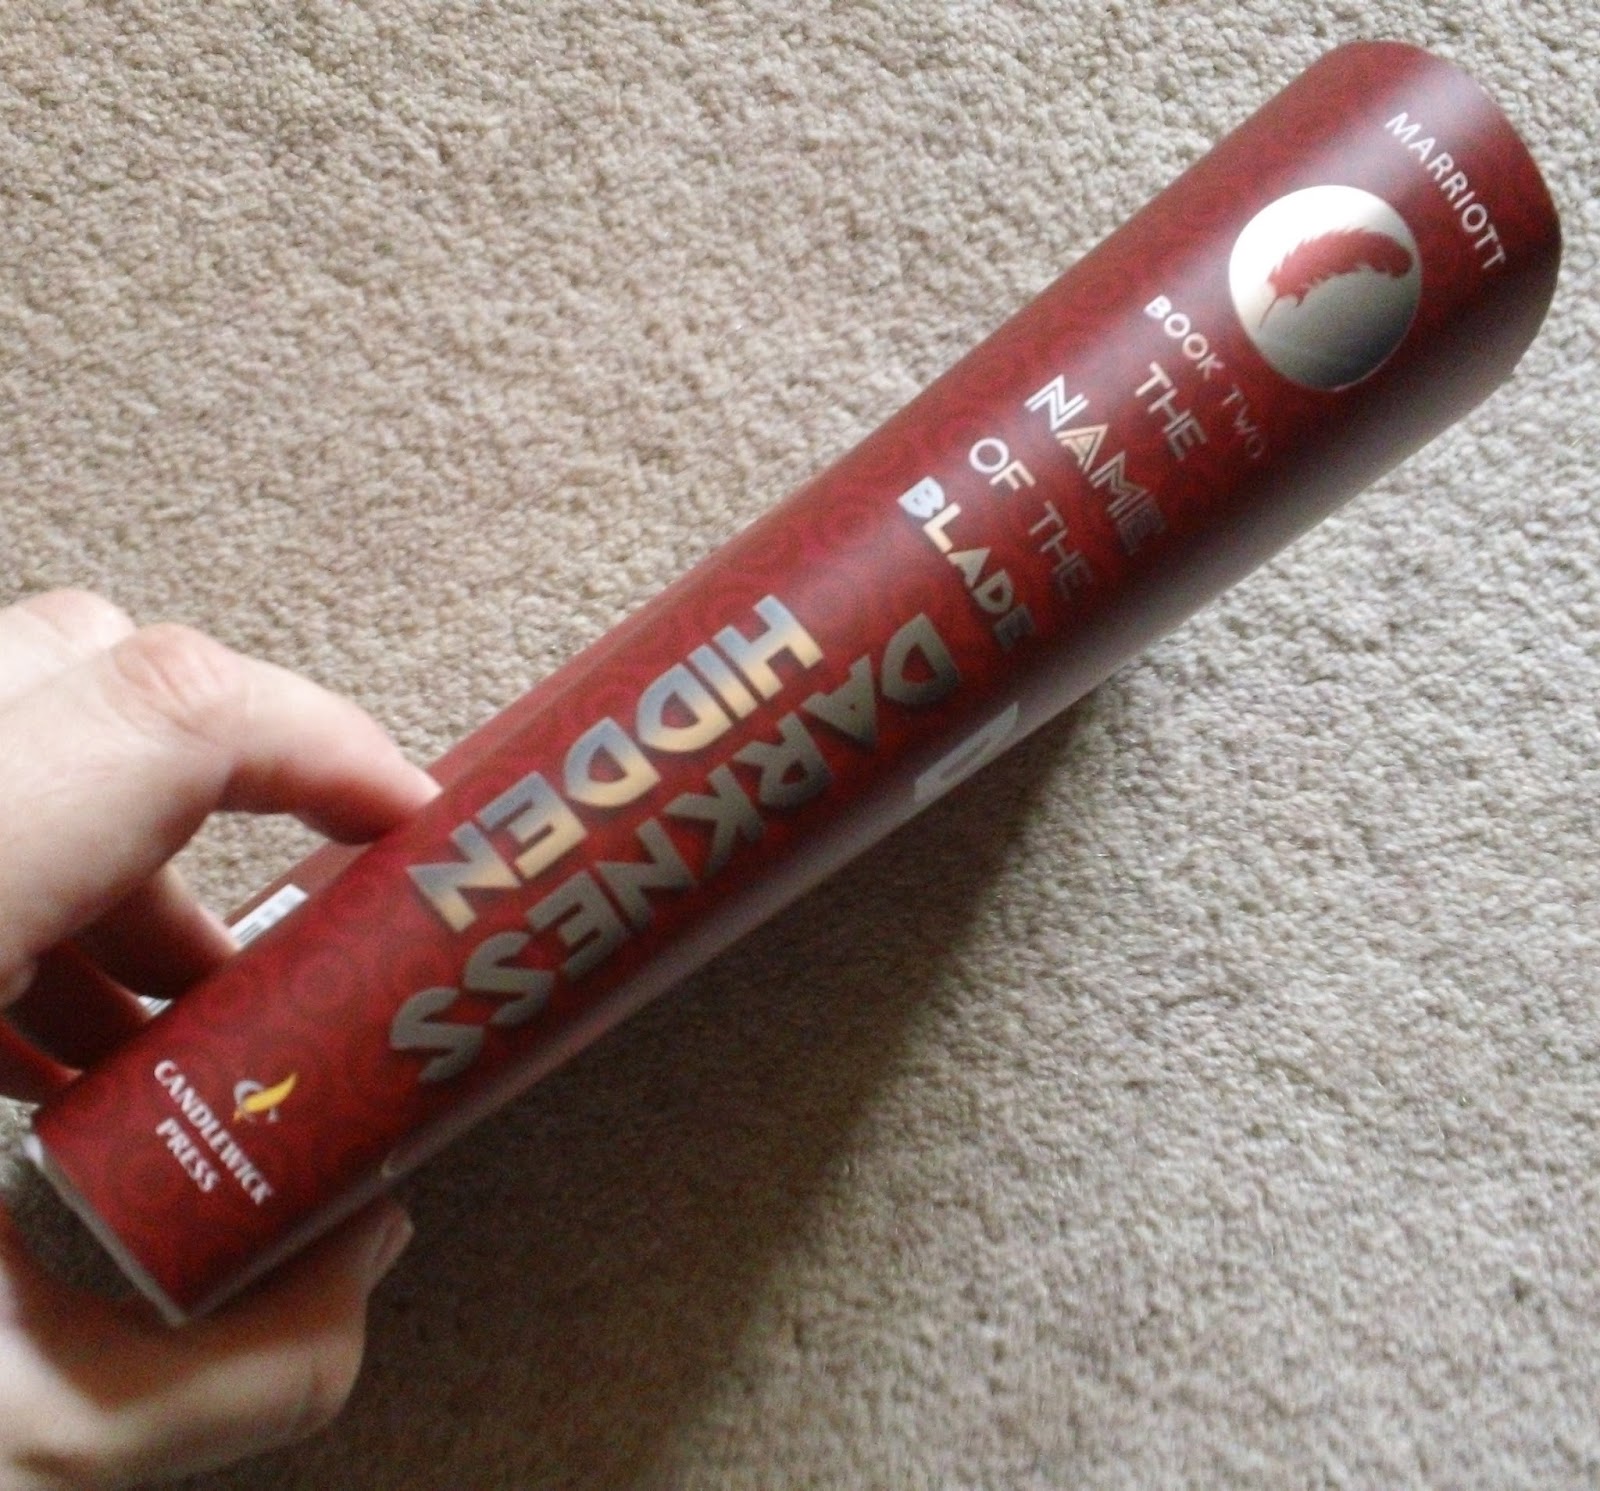 MARRIOTT
BOOK TWO
THE
NAME
OF THE
BLADE
DARKNESS
HIDDEN
CANDLEWICK
PRESS